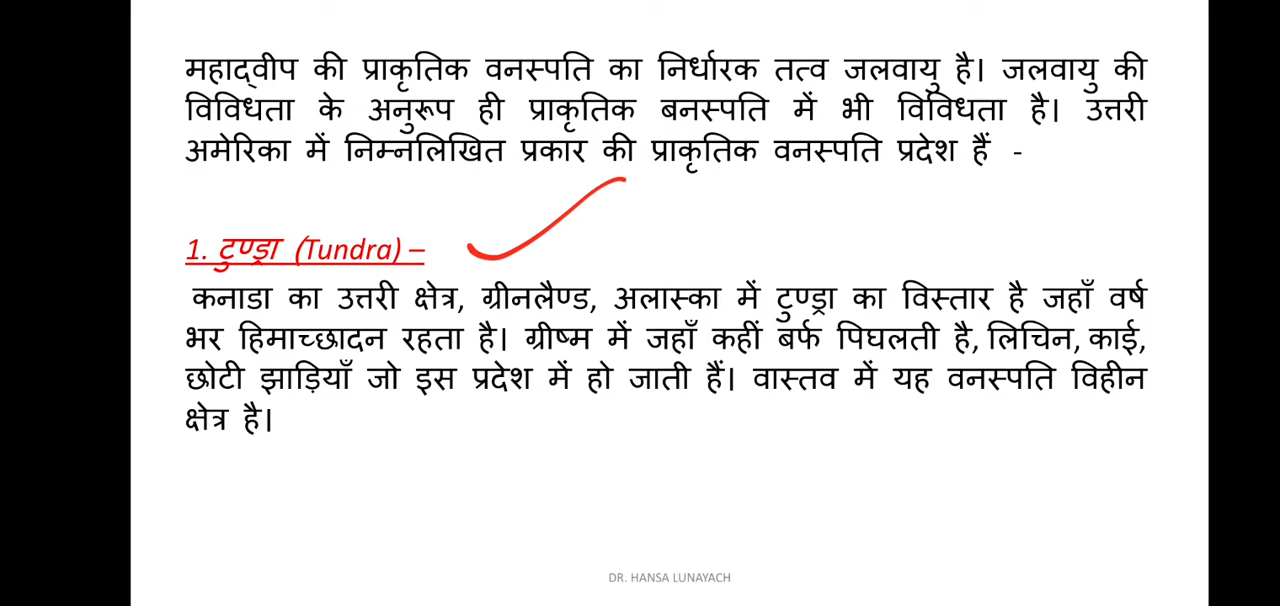 महाद्वीप की प्राकृतिक वनस्पति का निर्धारक तत्व जलवायु है। जलवायु की
विविधता के अनुरूप ही प्राकृतिक बनस्पति में भी विविधता है। उत्तरी
अमेरिका में निम्नलिखित प्रकार की प्राकृतिक वनस्पति प्रदेश हैं -
1. टुण्ड्रा (Tundra) –
कनाडा का उत्तरी क्षेत्र, ग्रीनलैण्ड, अलास्का में टुण्ड्रा का विस्तार है जहाँ वर्ष
भर हिमाच्छादन रहता है। ग्रीष्म में जहाँ कहीं बर्फ पिघलती है, लिचिन, काई,
छोटी झाड़ियाँ जो इस प्रदेश में हो जाती हैं। वास्तव में यह वनस्पति विहीन
क्षेत्र है।
DR. HANSA LUNAYACH